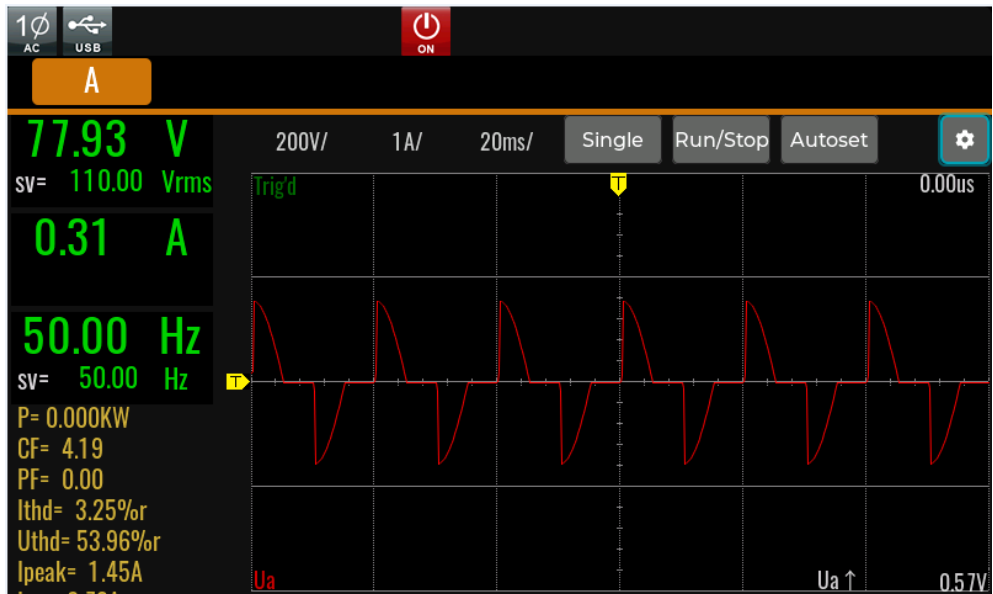 1Ø
AC
USB
ON
A
77.93 V
sv= 110.00 Vrms
0.31 A
50.00 Hz
sv= 50.00 Hz
P= 0.000KW
CF= 4.19
PF= 0.00
Ithd= 3.25%r
Uthd= 53.96%r
Ipeak= 1.45A
200V/ 1A/ 20ms/ Single Run/Stop Autoset
Trig'd T 0.00us
T
Ua Ua↑ 0.57V